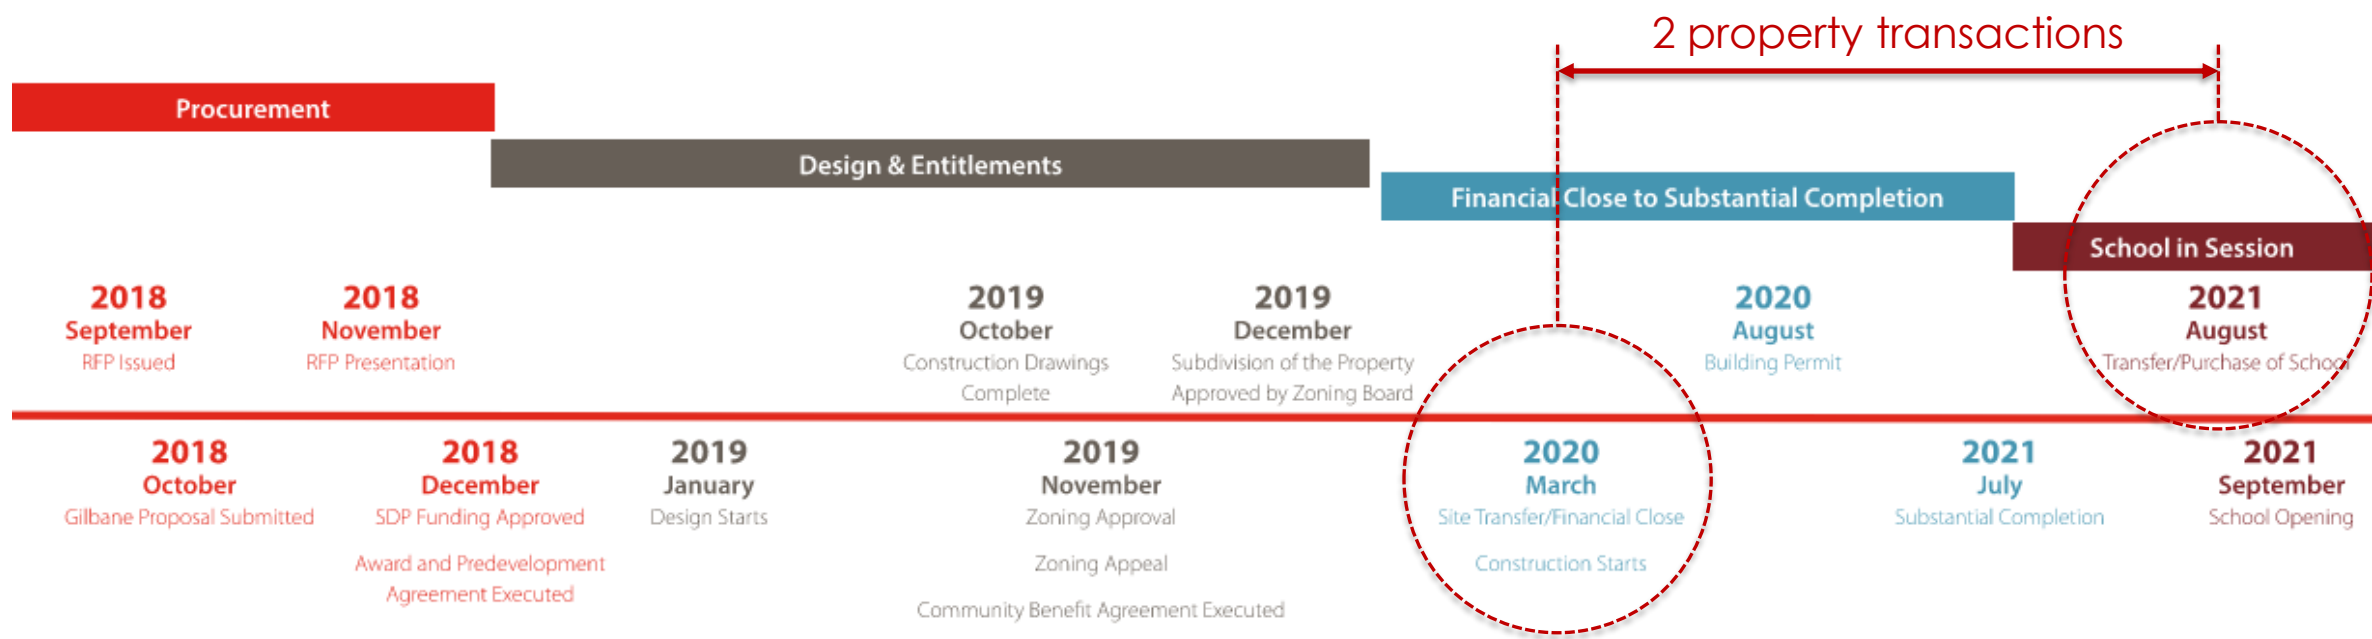 2 property transactions
Procurement
Design & Entitlements
Financial Close to Substantial Completion
School in Session
2018
September
RFP Issued
2018
November
RFP Presentation
2019
October
Construction Drawings
Complete
2019
December
Subdivision of the Property
Approved by Zoning Board
2020
August
Building Permit
2021
August
Transfer/Purchase of School
2018
October
Gilbane Proposal Submitted
2018
December
SDP Funding Approved
Award and Predevelopment
Agreement Executed
2019
January
Design Starts
2019
November
Zoning Approval
Zoning Appeal
Community Benefit Agreement Executed
2020
March
Site Transfer/Financial Close
Construction Starts
2021
July
Substantial Completion
2021
September
School Opening